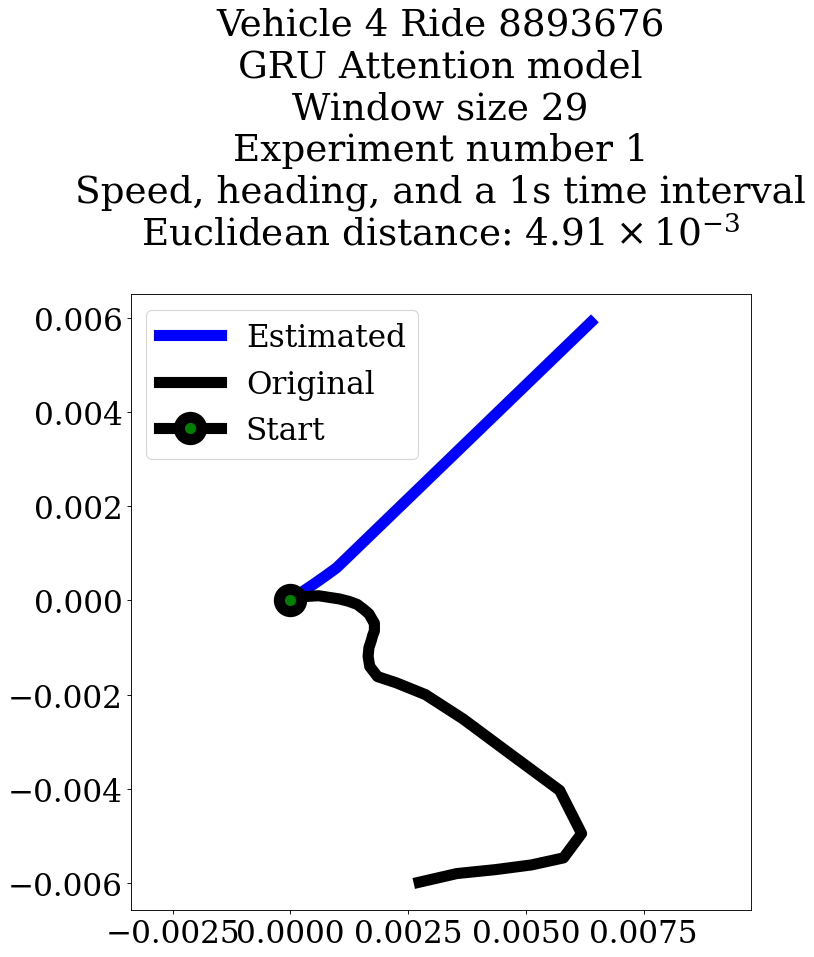 Vehicle 4 Ride 8893676
GRU Attention model
Window size 29
Experiment number 1
Speed, heading, and a 1s time interval
Euclidean distance: 4.91 × 10⁻³
0.006
0.004
0.002
0.000
−0.002
−0.004
−0.006
Estimated
Original
Start
−0.0025 0.0000 0.0025 0.0050 0.0075